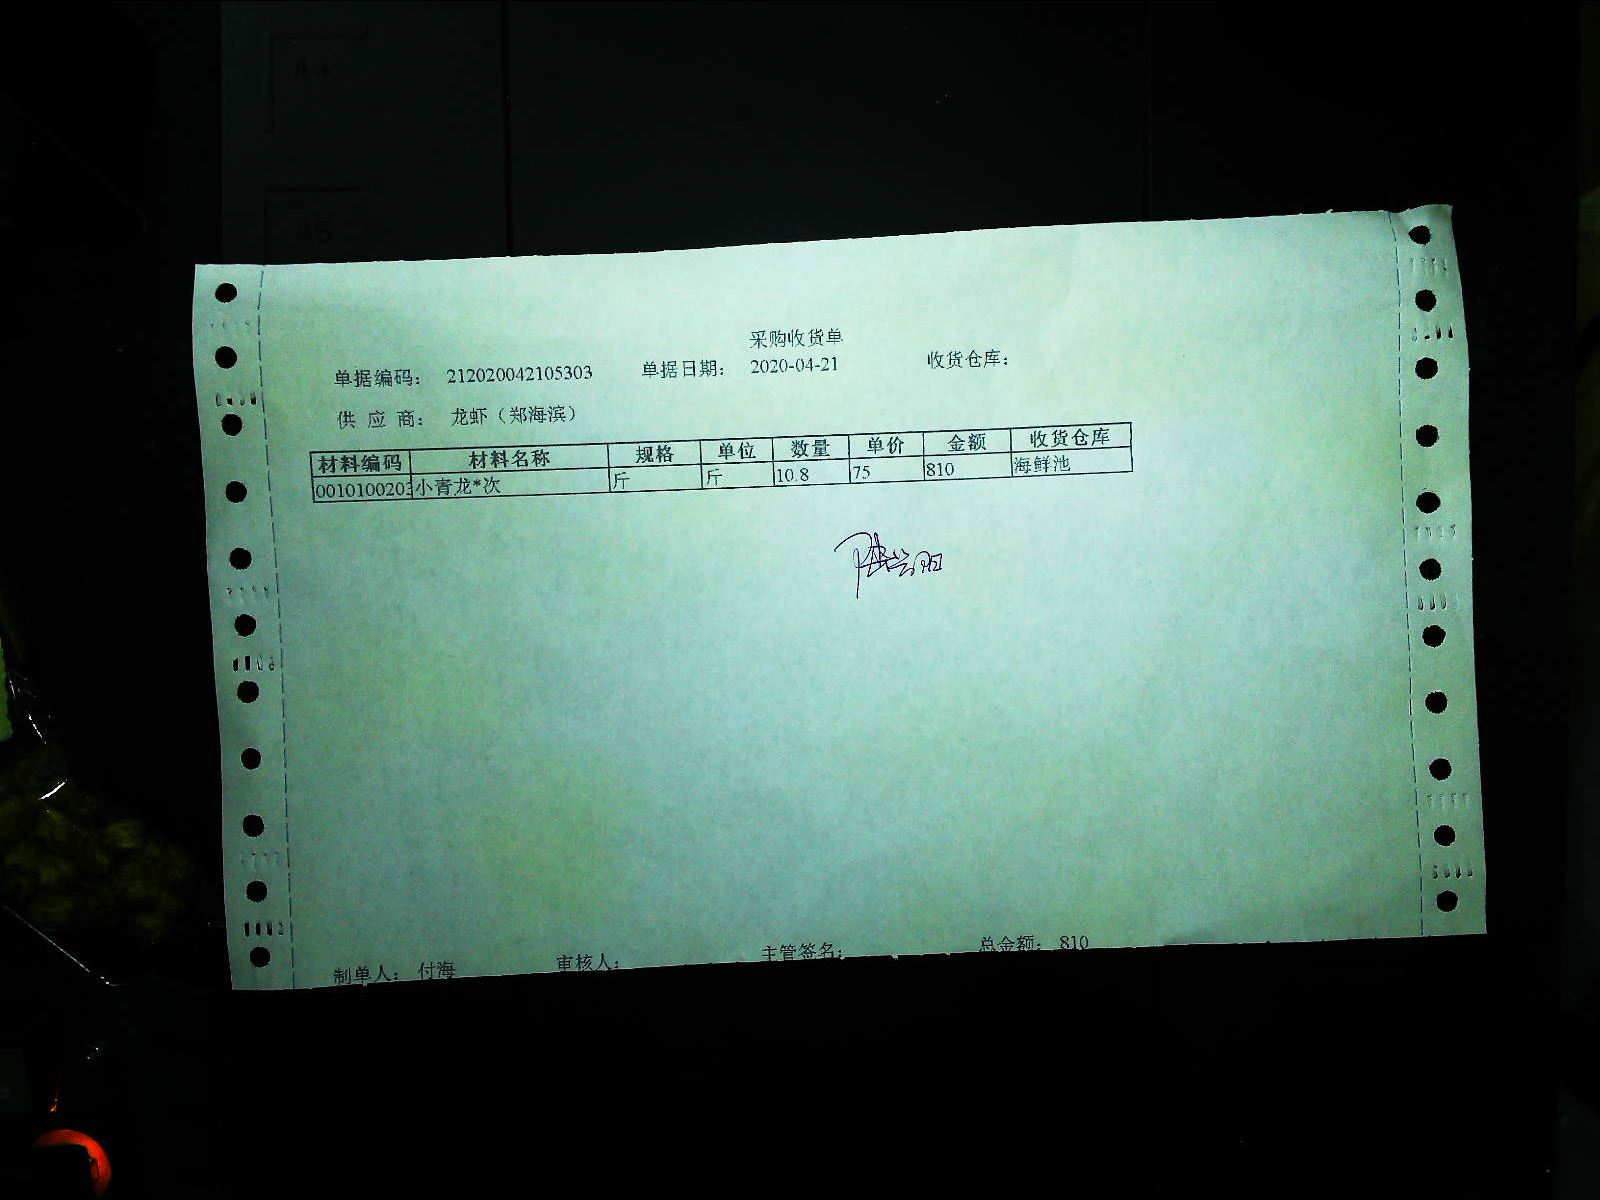 A4
A5
采购收货单
单据编码： 212020042105303 单据日期： 2020-04-21 收货仓库：
供 应 商： 龙虾（郑海滨）
材料编码 材料名称 规格 单位 数量 单价 金额 收货仓库
001010020 小青龙*次 斤 斤 10.8 75 810 海鲜池
制单人： 付海 审核人： 主管签名： 总金额： 810